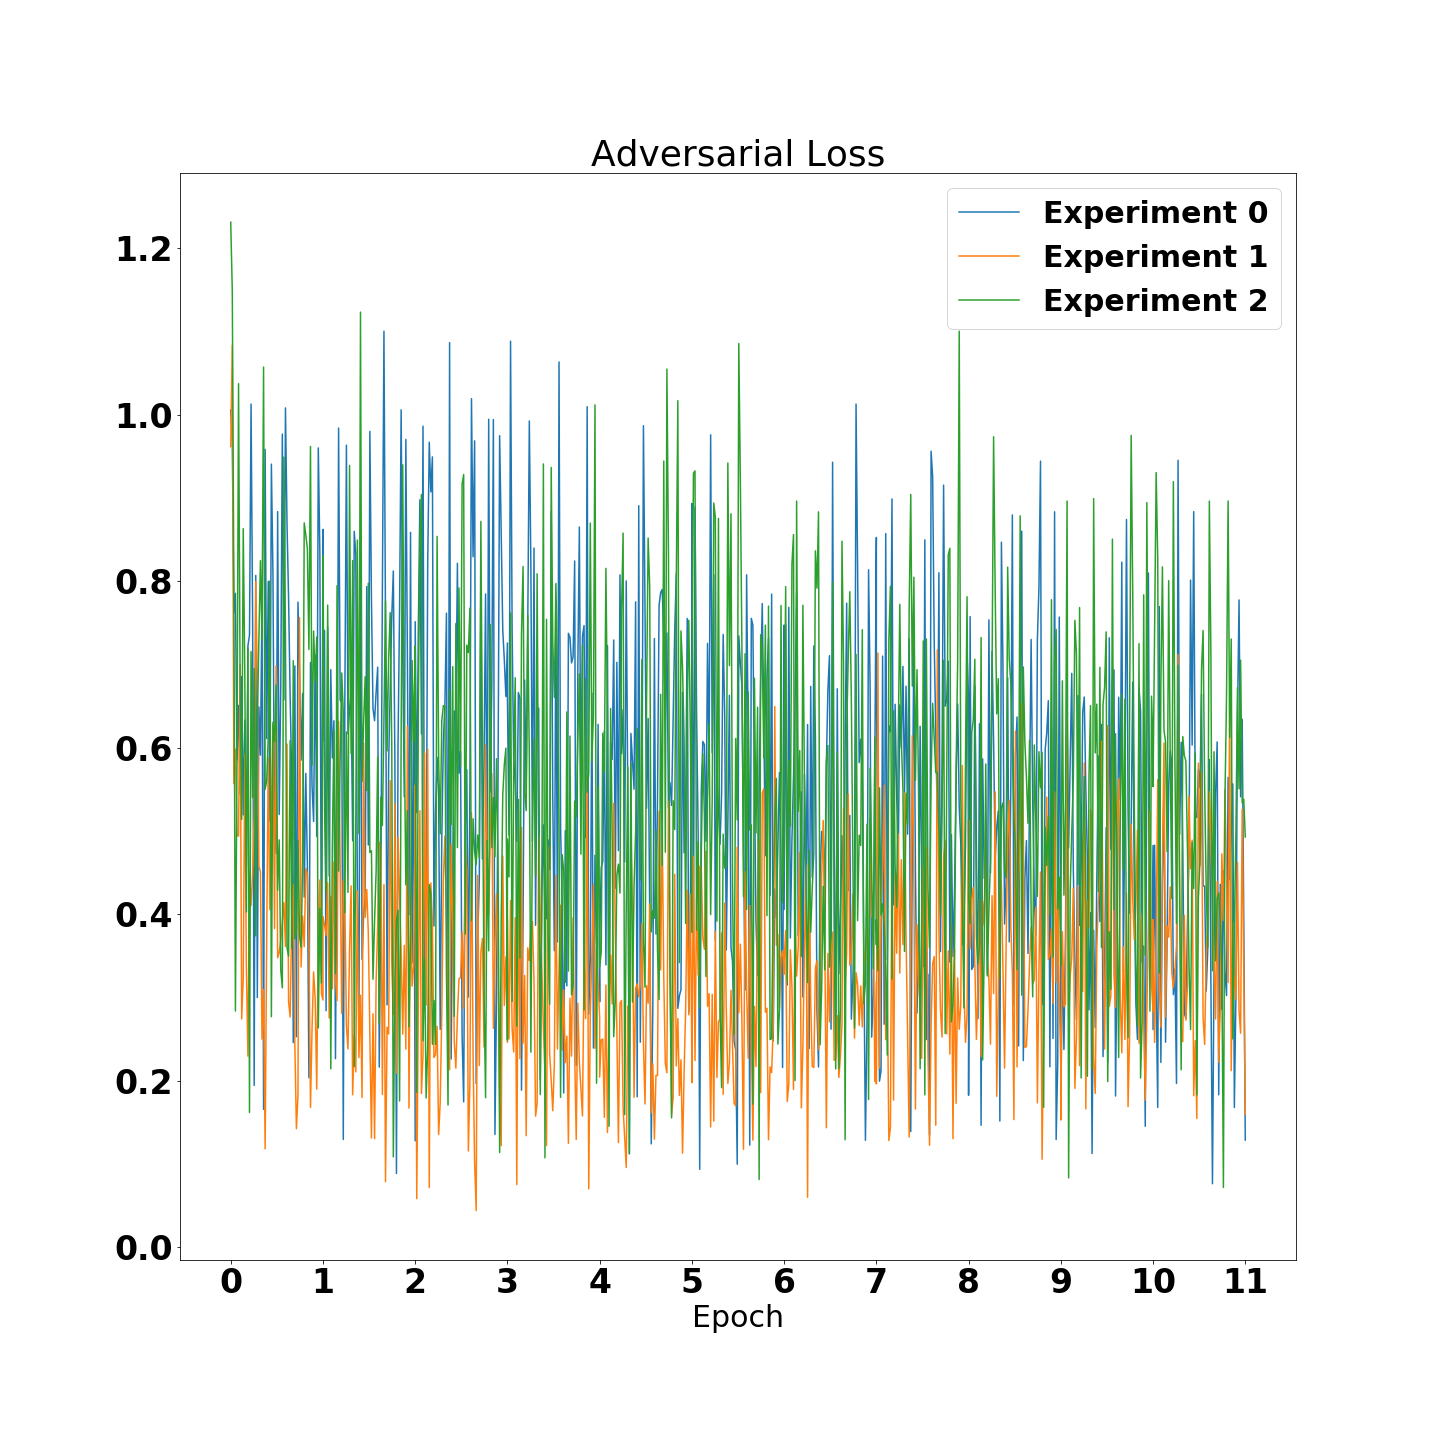 Adversarial Loss
Experiment 0
Experiment 1
Experiment 2
1.2
1.0
0.8
0.6
0.4
0.2
0.0
0 1 2 3 4 5 6 7 8 9 10 11
Epoch